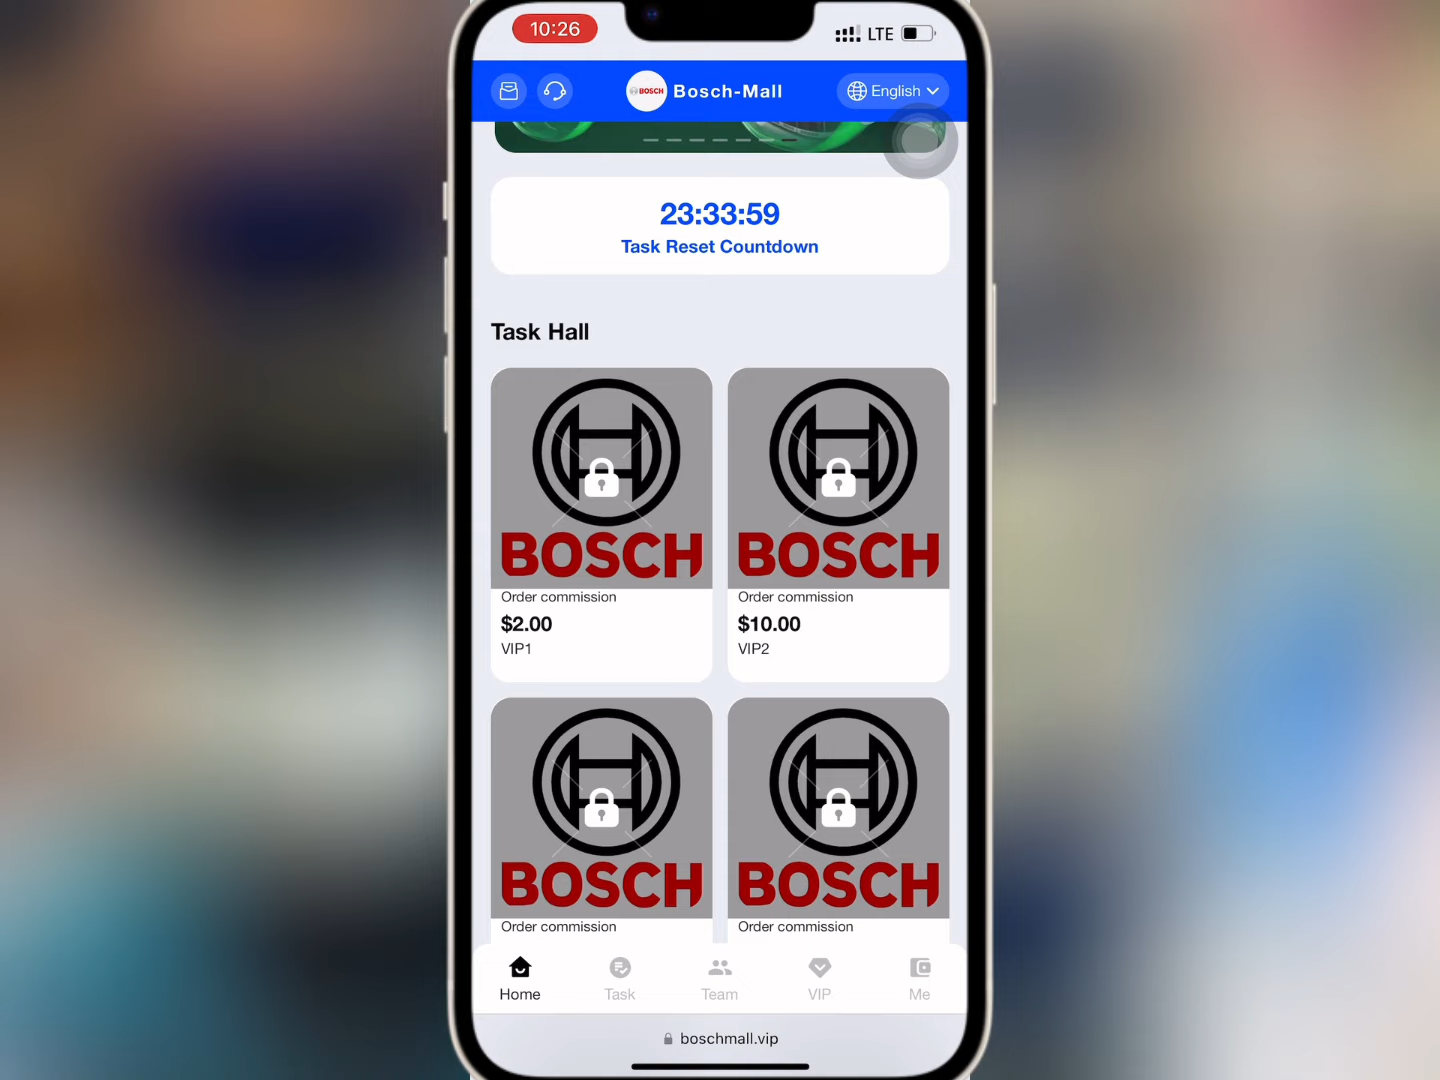 10:26
LTE
BOSCH
Bosch-Mall
English
23:33:59
Task Reset Countdown
Task Hall
BOSCH
Order commission
$2.00
VIP1
BOSCH
Order commission
$10.00
VIP2
BOSCH
Order commission
BOSCH
Order commission
Home
Task
Team
VIP
Me
boschmall.vip